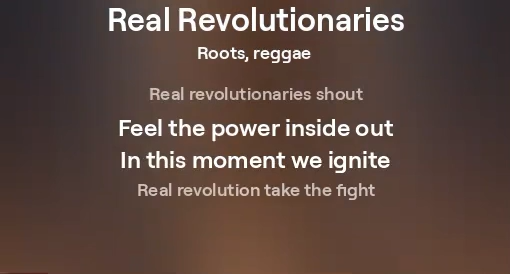 Real Revolutionaries
Roots, reggae
Real revolutionaries shout
Feel the power inside out
In this moment we ignite
Real revolution take the fight